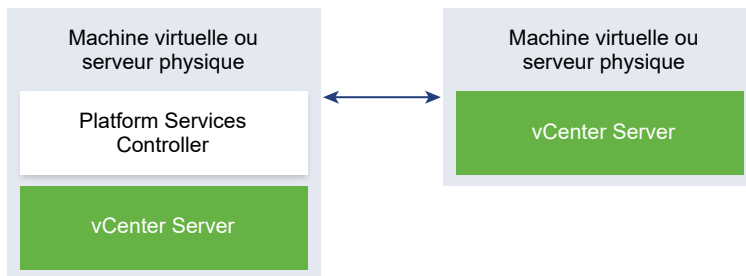 Machine virtuelle ou
serveur physique
Platform Services
Controller
vCenter Server
Machine virtuelle ou
serveur physique
vCenter Server